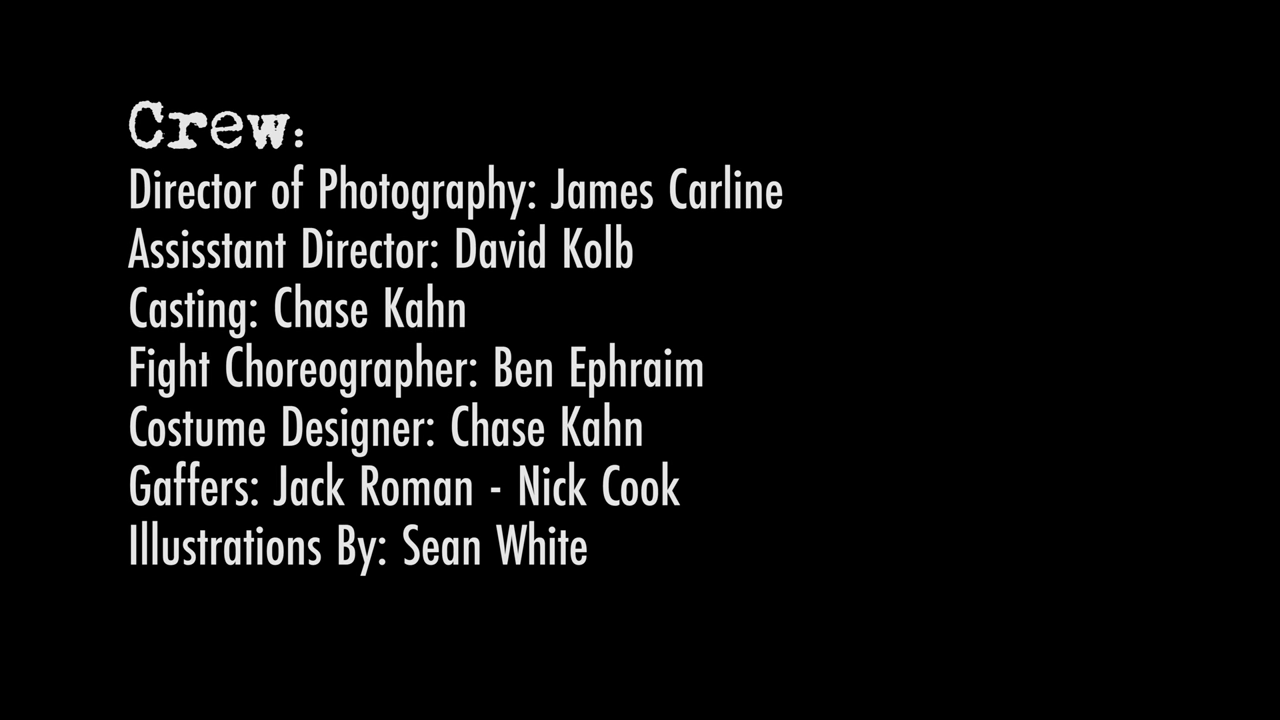 Crew:
Director of Photography: James Carline
Assisstant Director: David Kolb
Casting: Chase Kahn
Fight Choreographer: Ben Ephraim
Costume Designer: Chase Kahn
Gaffers: Jack Roman - Nick Cook
Illustrations By: Sean White